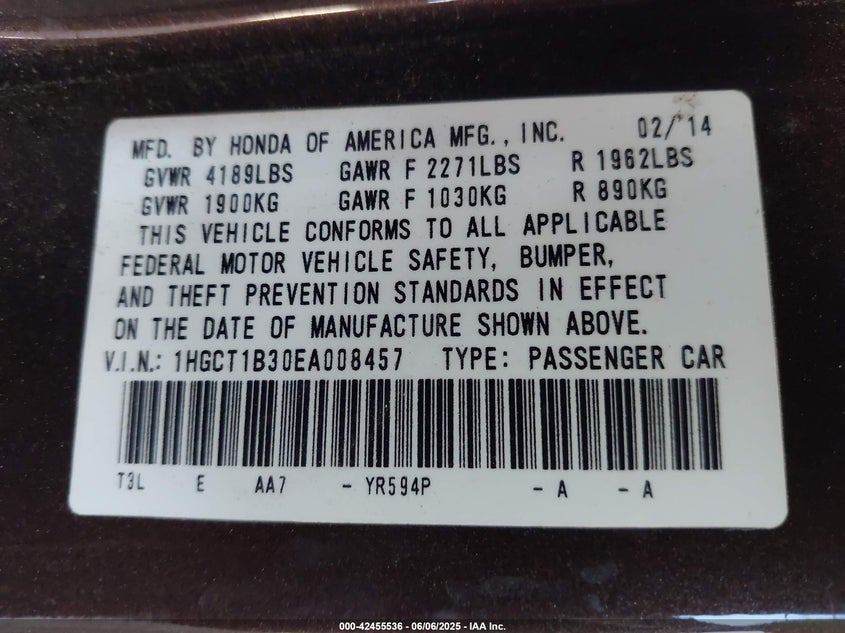 MFD. BY HONDA OF AMERICA MFG., INC. 02/'14
GVWR 4189LBS GAWR F 2271LBS R 1962LBS
GVWR 1900KG GAWR F 1030KG R 890KG
THIS VEHICLE CONFORMS TO ALL APPLICABLE
FEDERAL MOTOR VEHICLE SAFETY, BUMPER,
AND THEFT PREVENTION STANDARDS IN EFFECT
ON THE DATE OF MANUFACTURE SHOWN ABOVE.
V.I.N.: 1HGCT1B30EA008457 TYPE: PASSENGER CAR
T3L E AA7 - YR594P - A - A
000-42455536 - 06/06/2025 - IAA Inc.